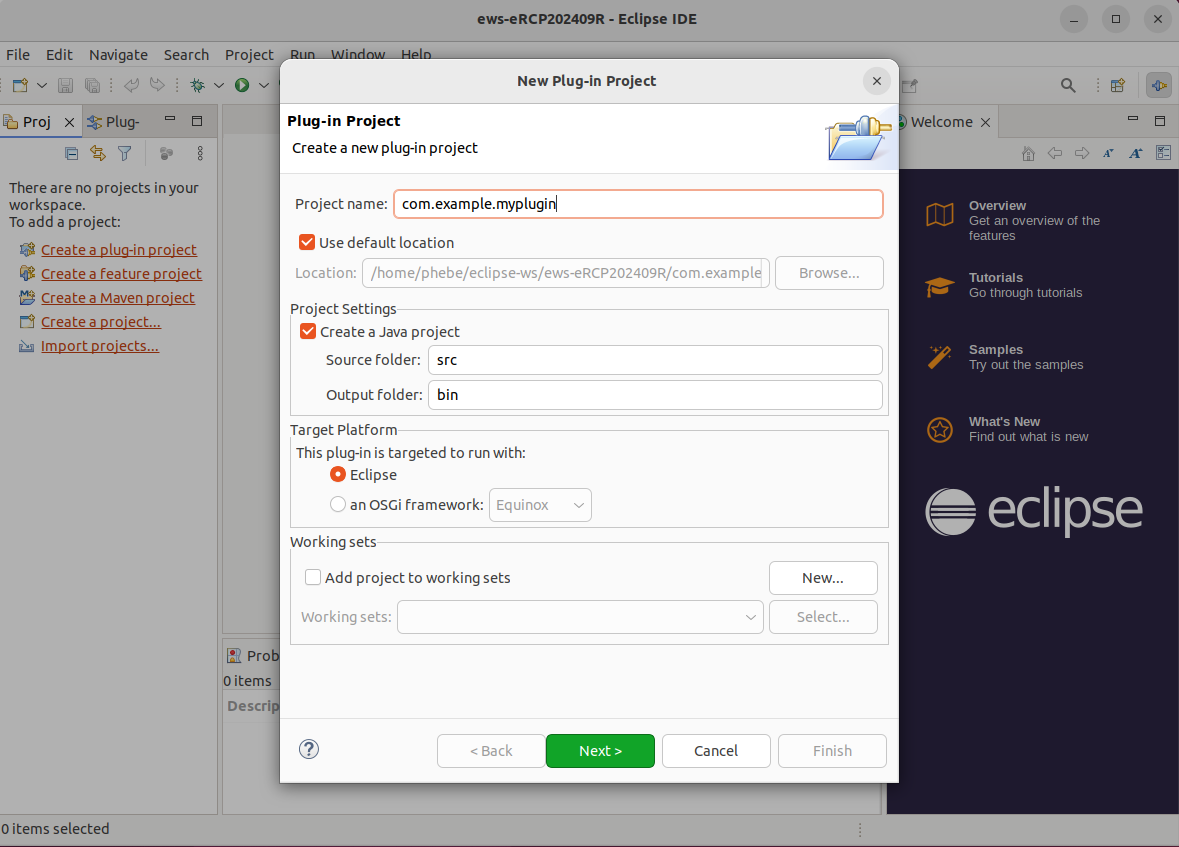 ews-eRCP202409R - Eclipse IDE
File Edit Navigate Search Project Run Window Help
New Plug-in Project
Proj
Plug-
Welcome
Plug-in Project
Create a new plug-in project
There are no projects in your
workspace.
To add a project:
Create a plug-in project
Create a feature project
Create a Maven project
Create a project...
Import projects...
Project name: com.example.myplugin
Use default location
Location: /home/phebe/eclipse-ws/ews-eRCP202409R/com.example
Browse...
Project Settings
Create a Java project
Source folder: src
Output folder: bin
Target Platform
This plug-in is targeted to run with:
Eclipse
an OSGi framework: Equinox
Working sets
Add project to working sets
New...
Working sets:
Select...
< Back
Next >
Cancel
Finish
Overview
Get an overview of the
features
Tutorials
Go through tutorials
Samples
Try out the samples
What's New
Find out what is new
eclipse
Prob
0 items
Descrip
0 items selected